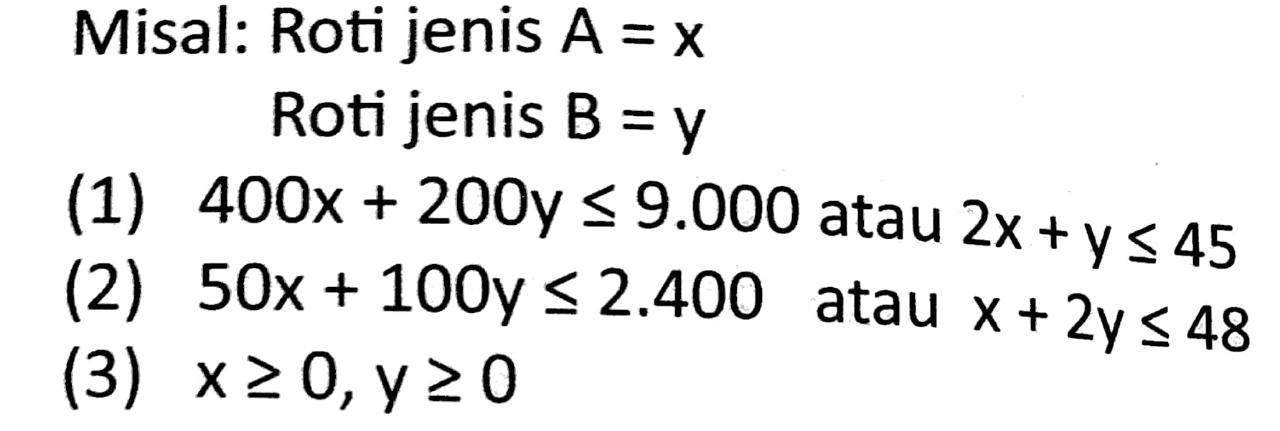 Misal: Roti jenis A = x
Roti jenis B = y
(1) 400x + 200y ≤ 9.000 atau 2x + y ≤ 45
(2) 50x + 100y ≤ 2.400 atau x + 2y ≤ 48
(3) x ≥ 0, y ≥ 0